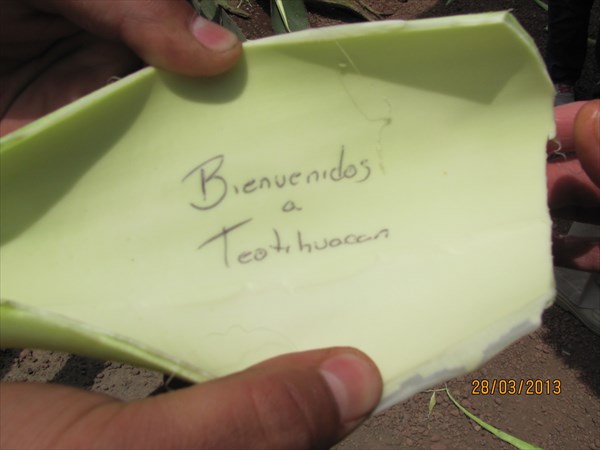 Bienvenidos
a
Teotihuacan
28/03/2013